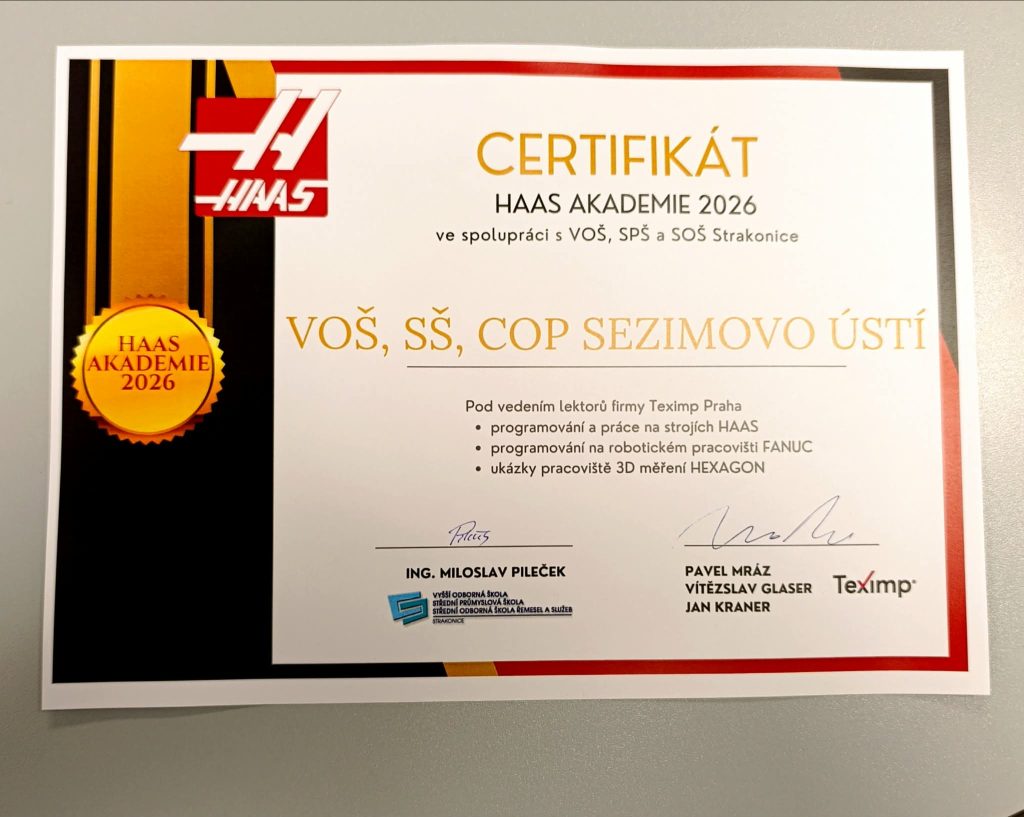 HAAS
CERTIFIKÁT
HAAS AKADEMIE 2026
ve spolupráci s VOŠ, SPŠ a SOŠ Strakonice
VOŠ, SŠ, COP SEZIMOVO ÚSTÍ
HAAS
AKADEMIE
2026
Pod vedením lektorů firmy Teximp Praha
• programování a práce na strojích HAAS
• programování na robotickém pracovišti FANUC
• ukázky pracoviště 3D měření HEXAGON
ING. MILOSLAV PILEČEK
VYŠŠÍ ODBORNÁ ŠKOLA
STŘEDNÍ PRŮMYSLOVÁ ŠKOLA
STŘEDNÍ ODBORNÁ ŠKOLA ŘEMESEL A SLUŽEB
STRAKONICE
PAVEL MRÁZ
VÍTĚZSLAV GLASER
JAN KRANER
Teximp